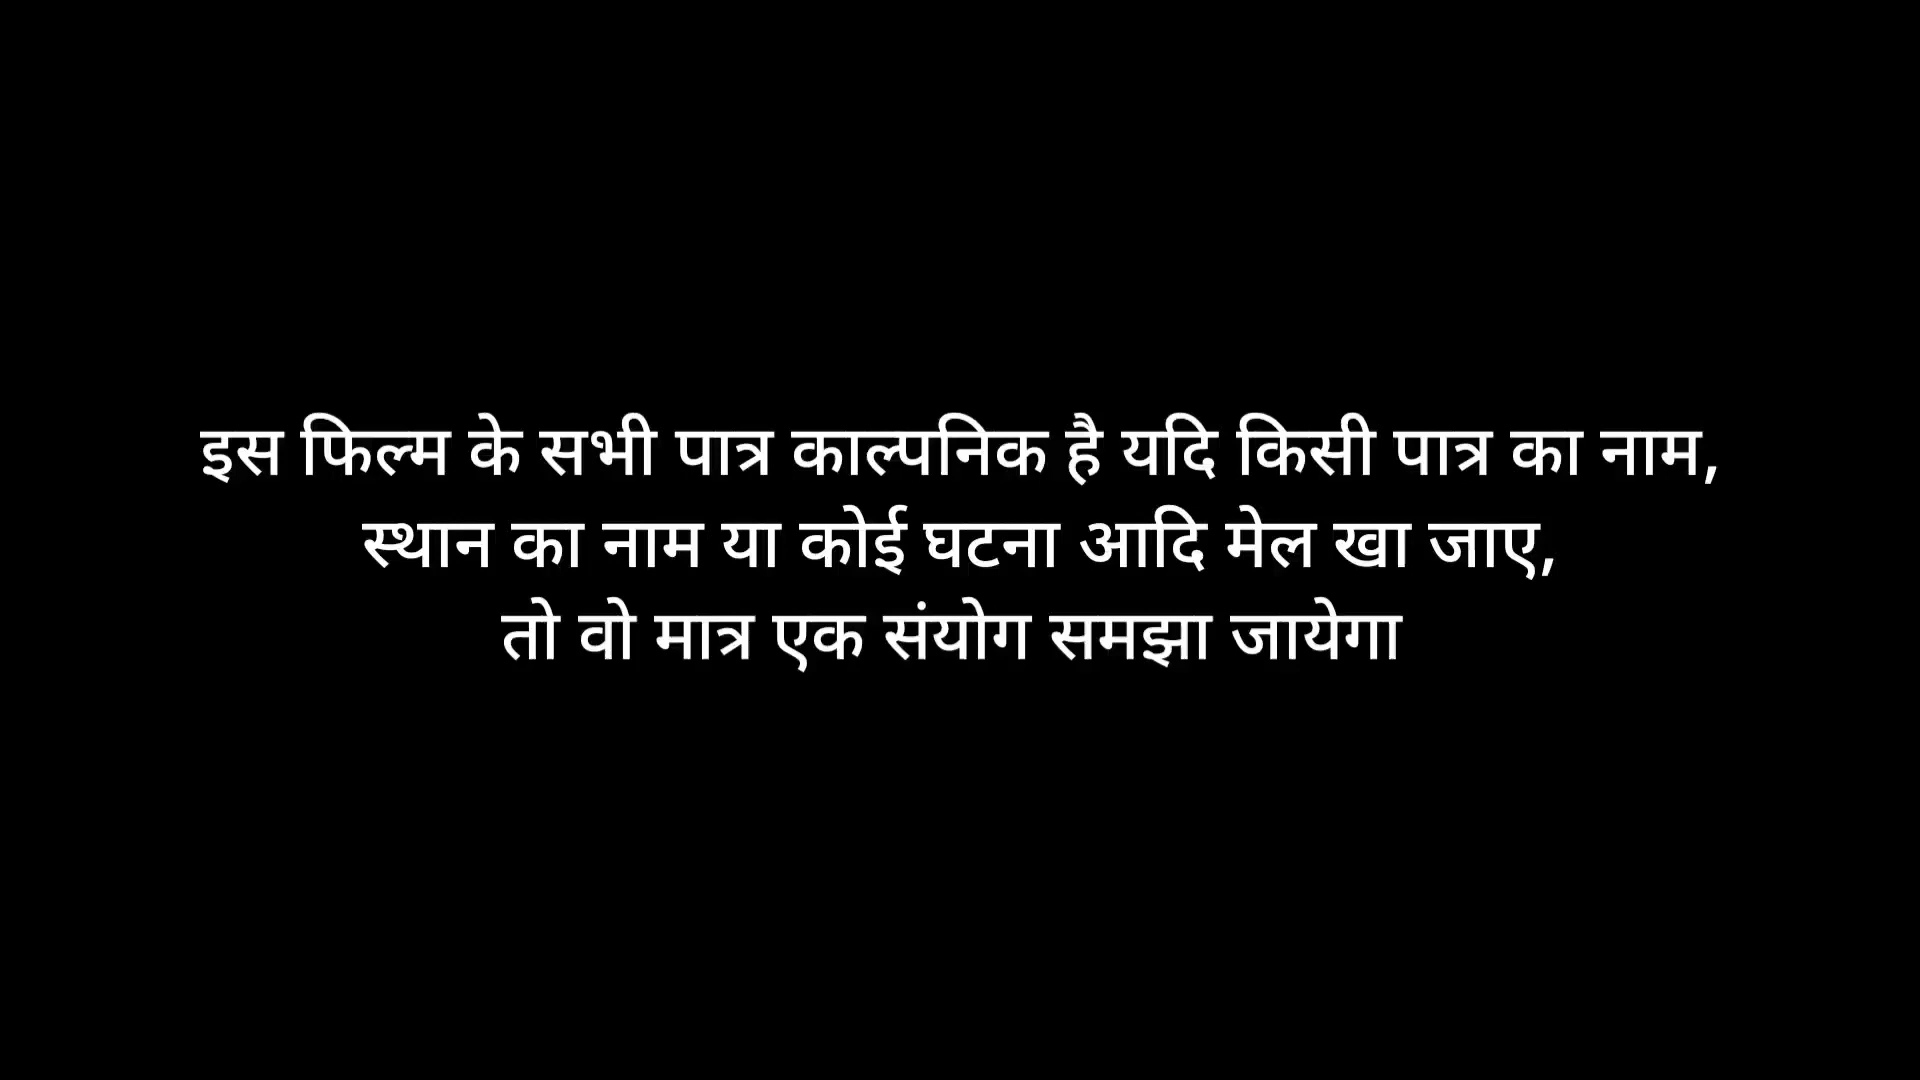 इस फिल्म के सभी पात्र काल्पनिक है यदि किसी पात्र का नाम,
स्थान का नाम या कोई घटना आदि मेल खा जाए,
तो वो मात्र एक संयोग समझा जायेगा